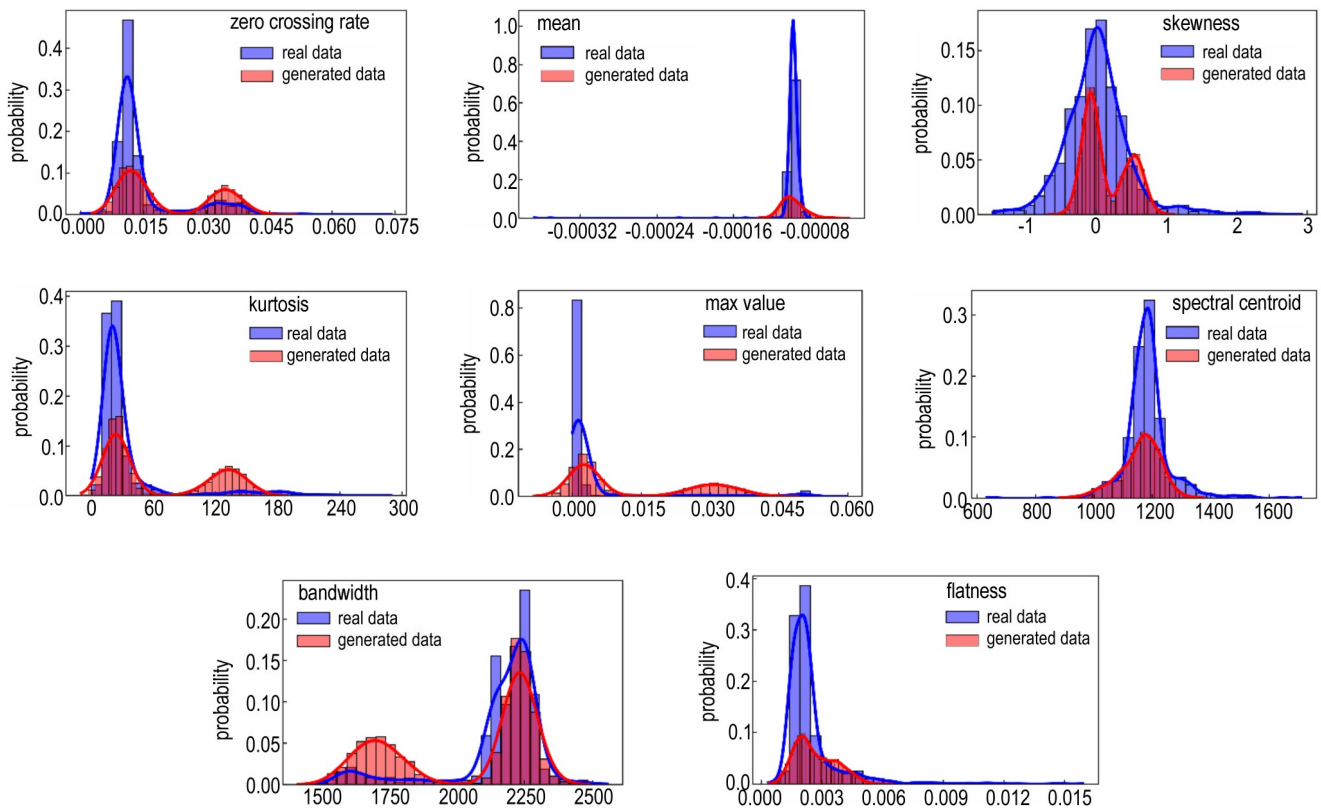 zero crossing rate
real data
generated data
probability
0.4
0.3
0.2
0.1
0.0
0.000 0.015 0.030 0.045 0.060 0.075
mean
real data
generated data
probability
1.0
0.8
0.6
0.4
0.2
0.0
-0.00032 -0.00024 -0.00016 -0.00008
skewness
real data
generated data
probability
0.15
0.10
0.05
0.00
-1 0 1 2 3
kurtosis
real data
generated data
probability
0.4
0.3
0.2
0.1
0.0
0 60 120 180 240 300
max value
real data
generated data
probability
0.8
0.6
0.4
0.2
0.0
0.000 0.015 0.030 0.045 0.060
spectral centroid
real data
generated data
probability
0.3
0.2
0.1
0.0
600 800 1000 1200 1400 1600
bandwidth
real data
generated data
probability
0.20
0.15
0.10
0.05
0.00
1500 1750 2000 2250 2500
flatness
real data
generated data
probability
0.4
0.3
0.2
0.1
0.0
0.000 0.003 0.006 0.009 0.012 0.015